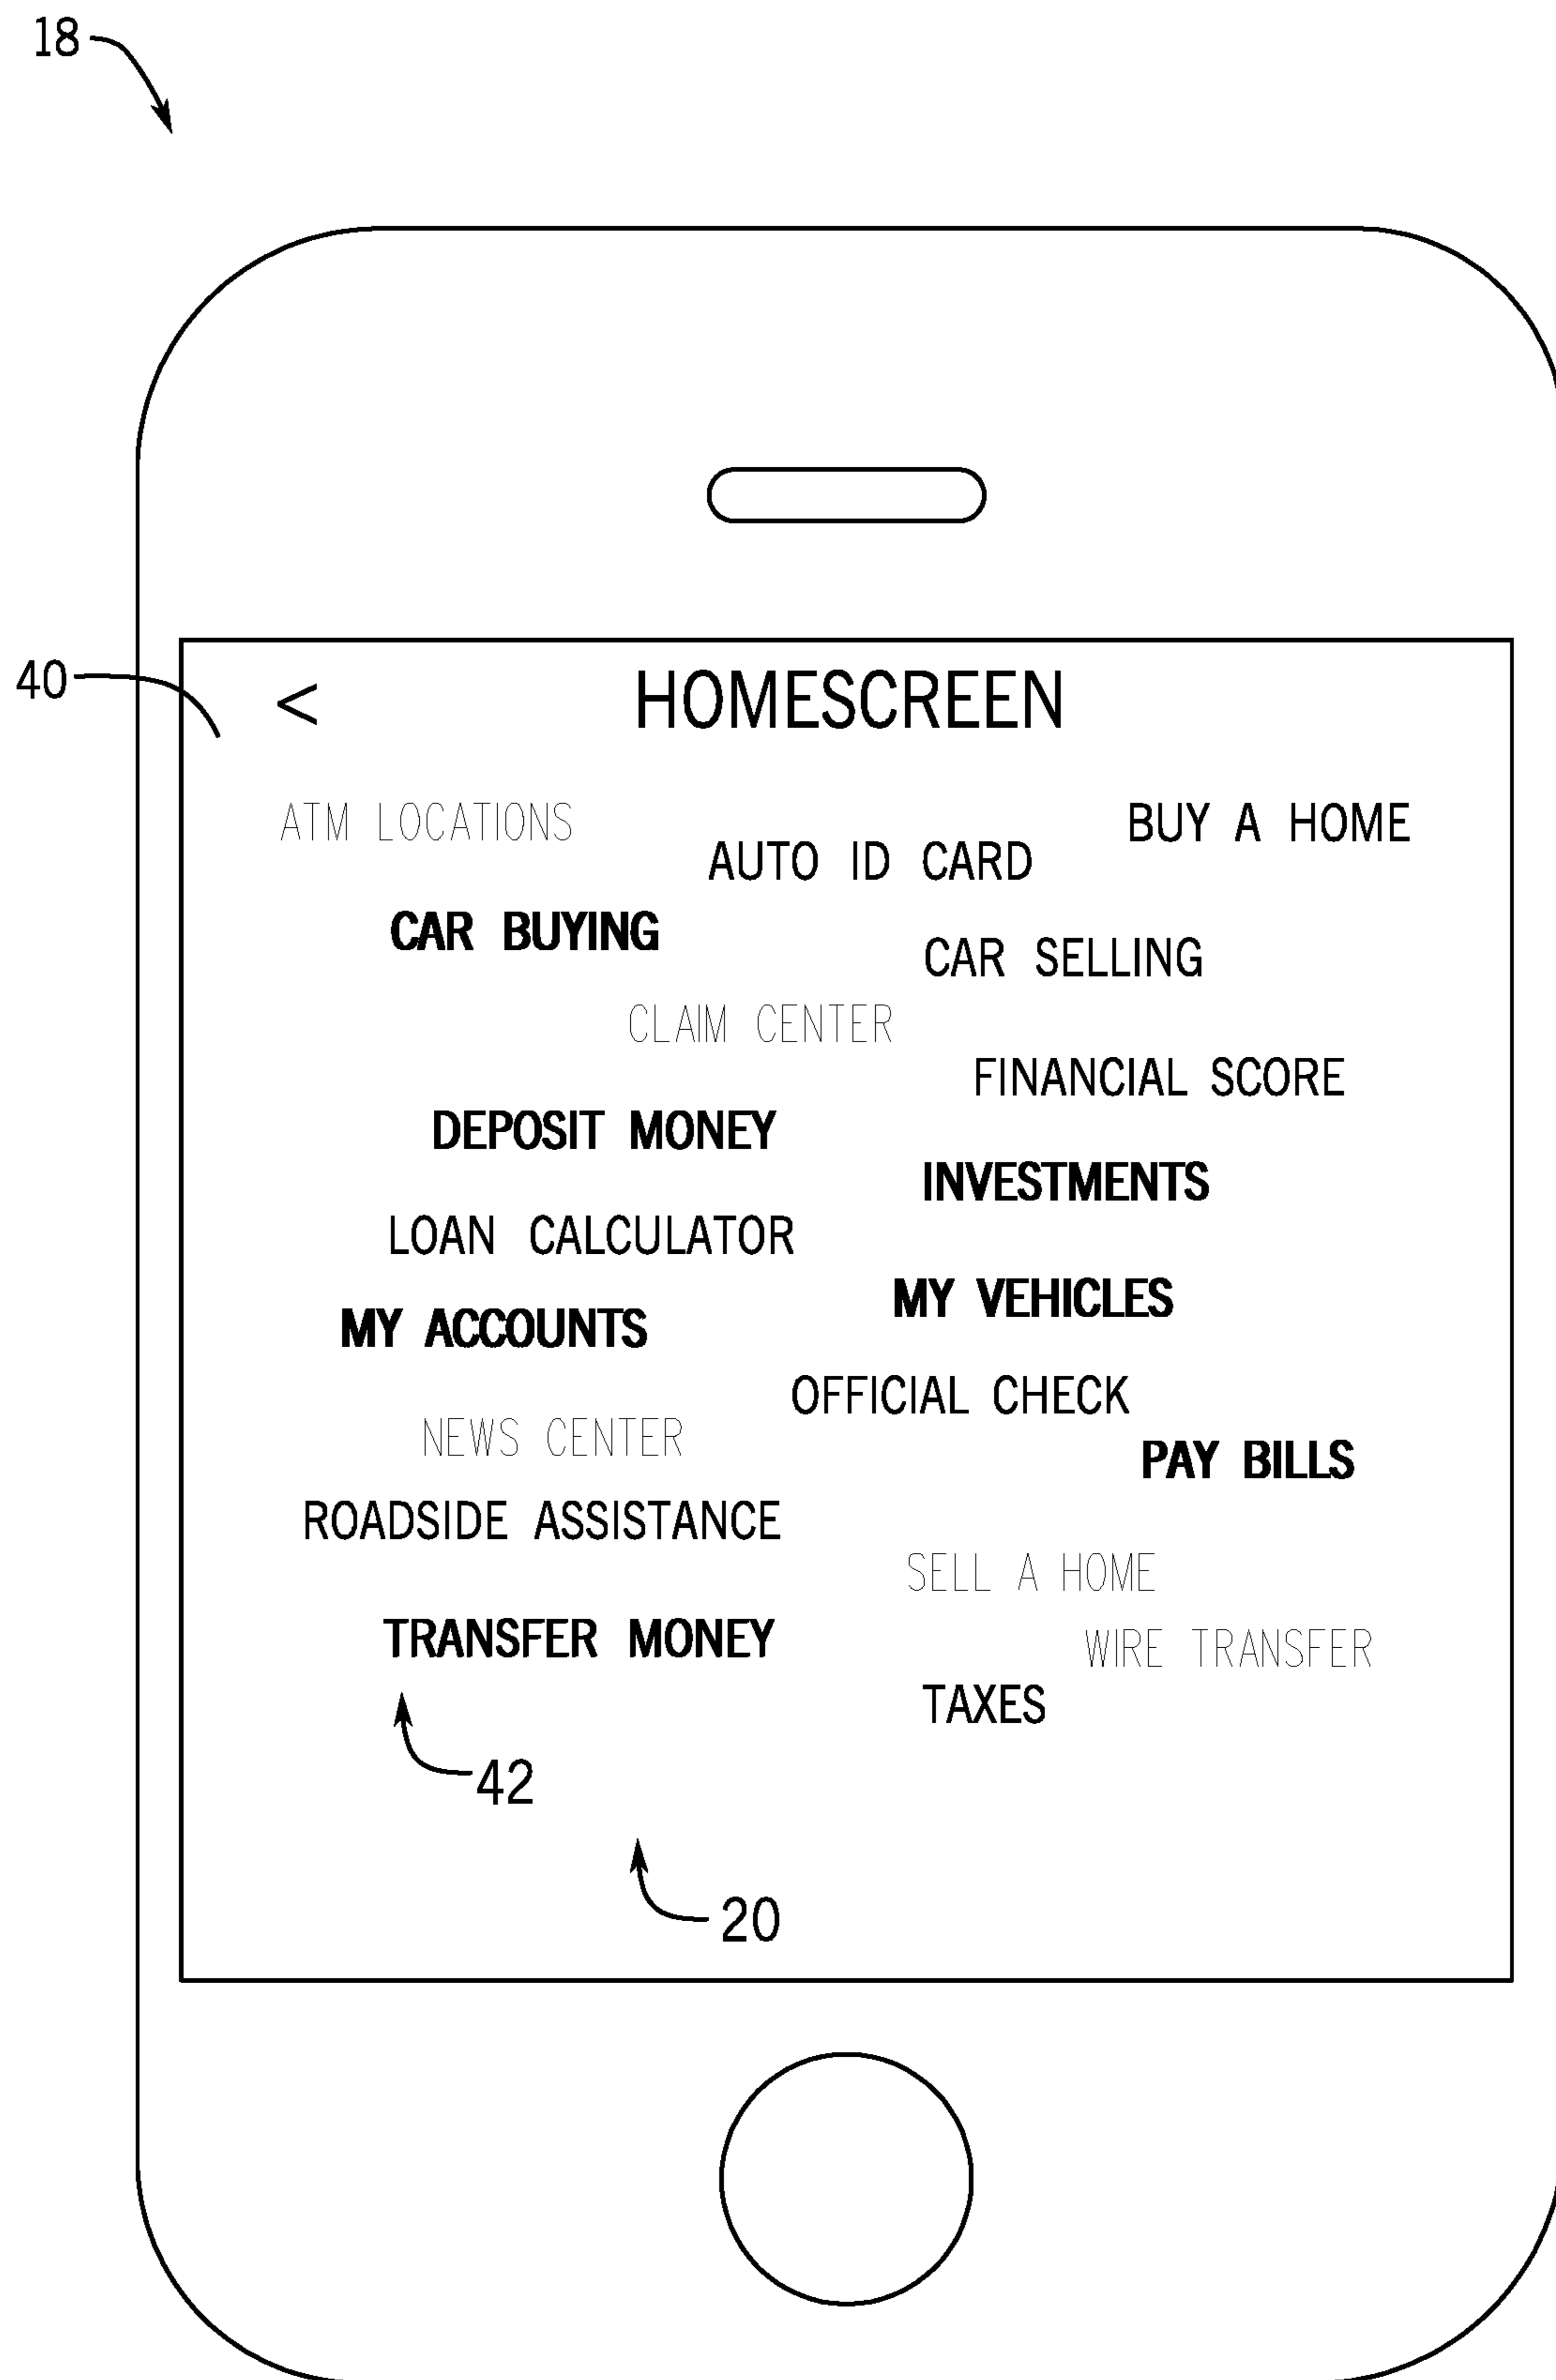 18
40
< HOMESCREEN
ATM LOCATIONS
BUY A HOME
AUTO ID CARD
CAR BUYING
CAR SELLING
CLAIM CENTER
FINANCIAL SCORE
DEPOSIT MONEY
INVESTMENTS
LOAN CALCULATOR
MY VEHICLES
MY ACCOUNTS
OFFICIAL CHECK
NEWS CENTER
PAY BILLS
ROADSIDE ASSISTANCE
SELL A HOME
TRANSFER MONEY
WIRE TRANSFER
TAXES
42
20